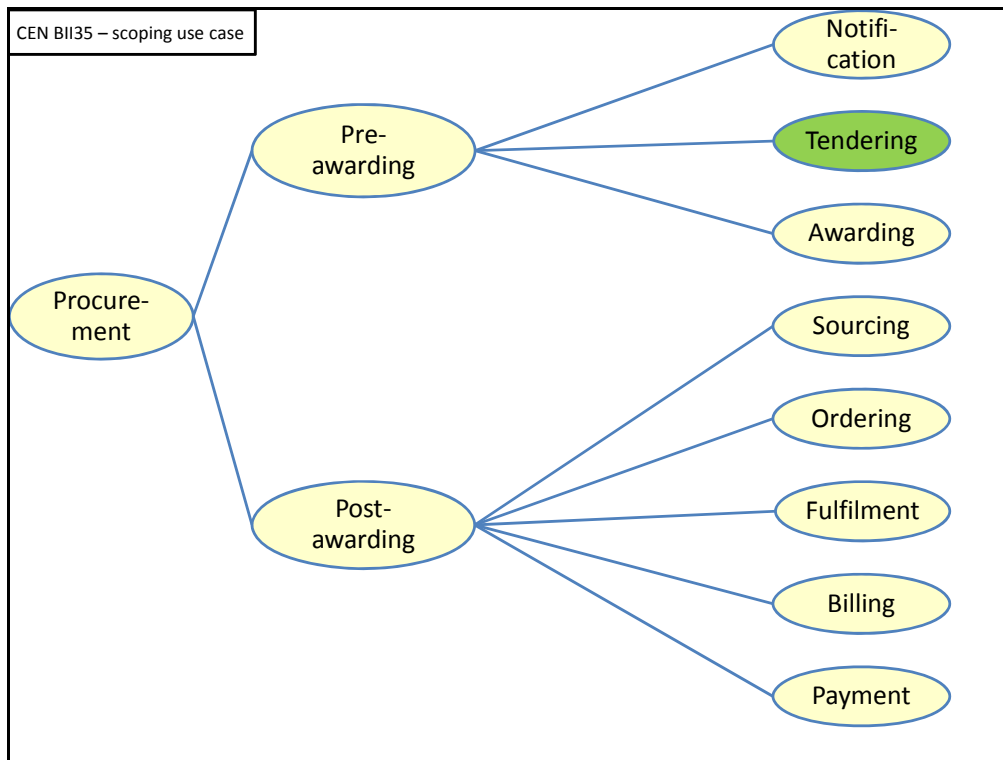 CEN BII35 – scoping use case
Notifi-
cation
Pre-
awarding
Tendering
Awarding
Procure-
ment
Sourcing
Ordering
Post-
awarding
Fulfilment
Billing
Payment